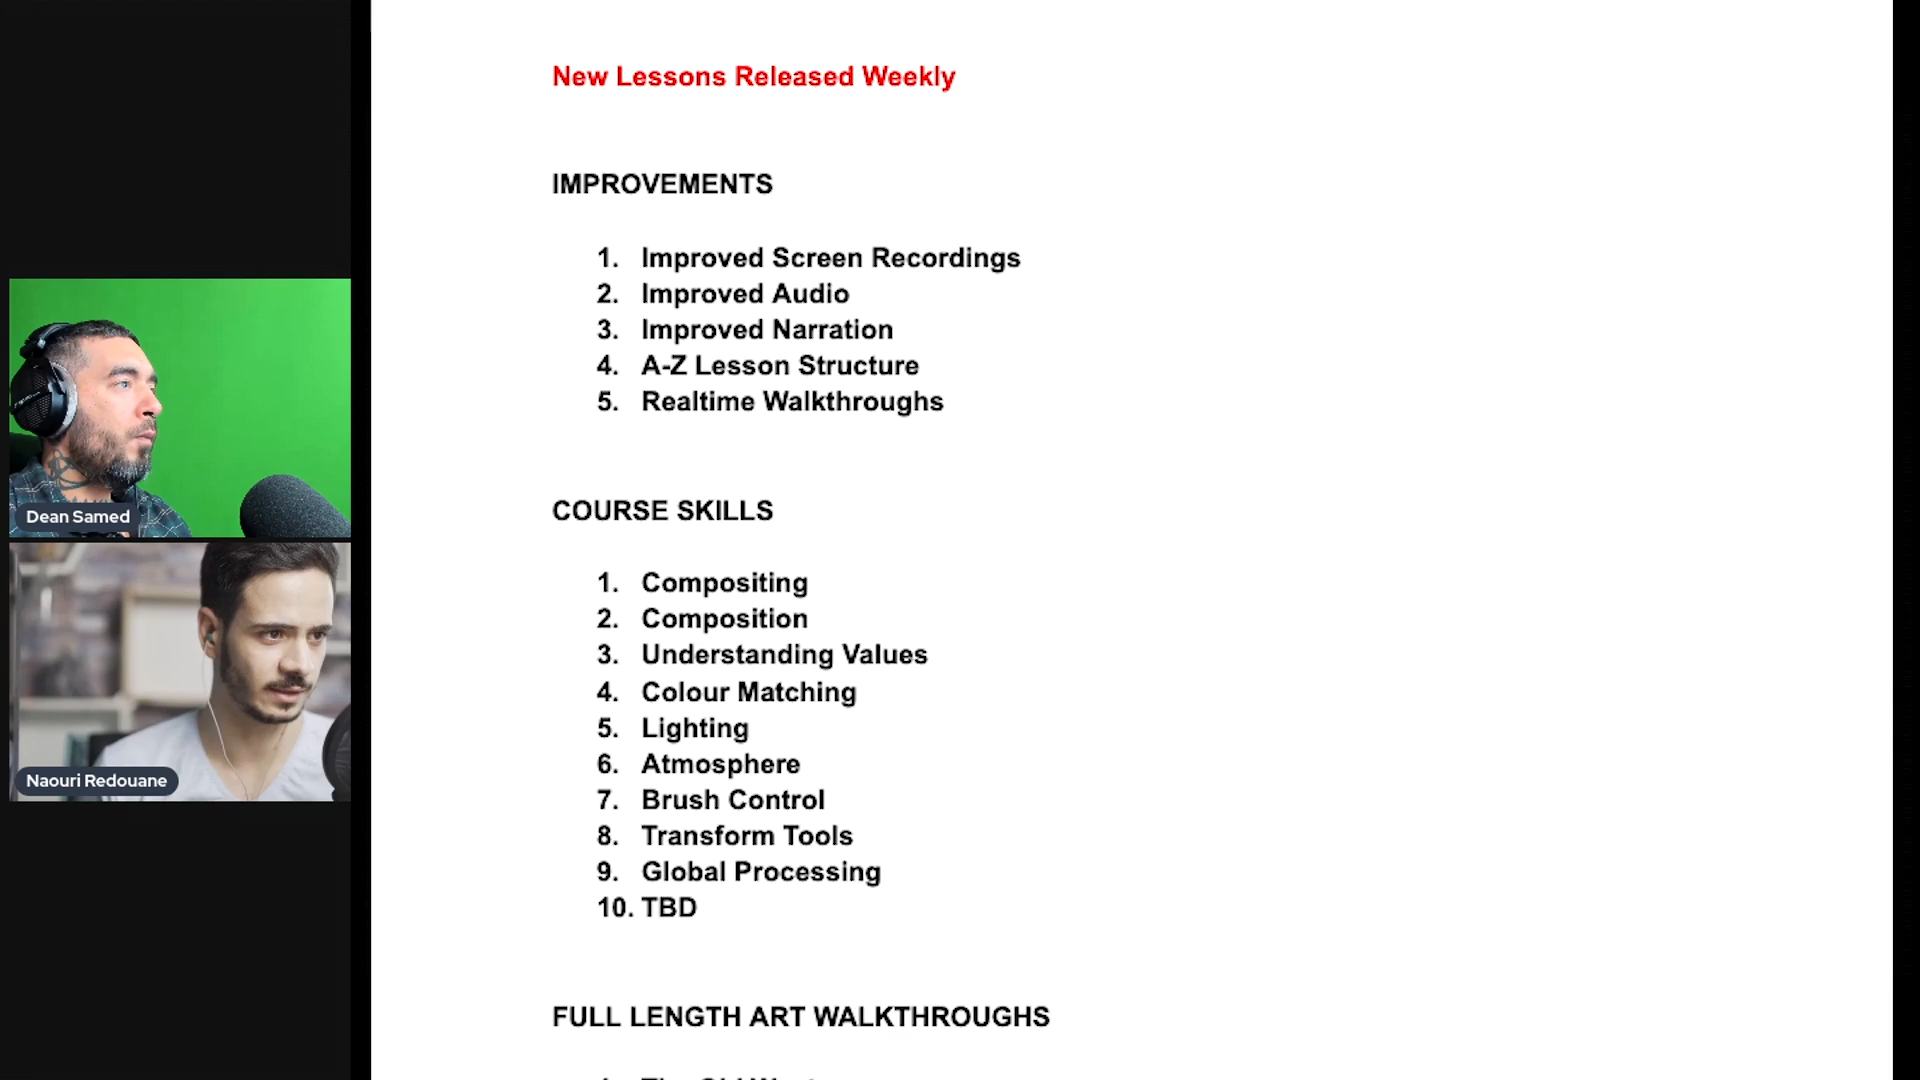 New Lessons Released Weekly
IMPROVEMENTS
1. Improved Screen Recordings
2. Improved Audio
3. Improved Narration
4. A-Z Lesson Structure
5. Realtime Walkthroughs
COURSE SKILLS
1. Compositing
2. Composition
3. Understanding Values
4. Colour Matching
5. Lighting
6. Atmosphere
7. Brush Control
8. Transform Tools
9. Global Processing
10. TBD
FULL LENGTH ART WALKTHROUGHS
Dean Samed
Naouri Redouane